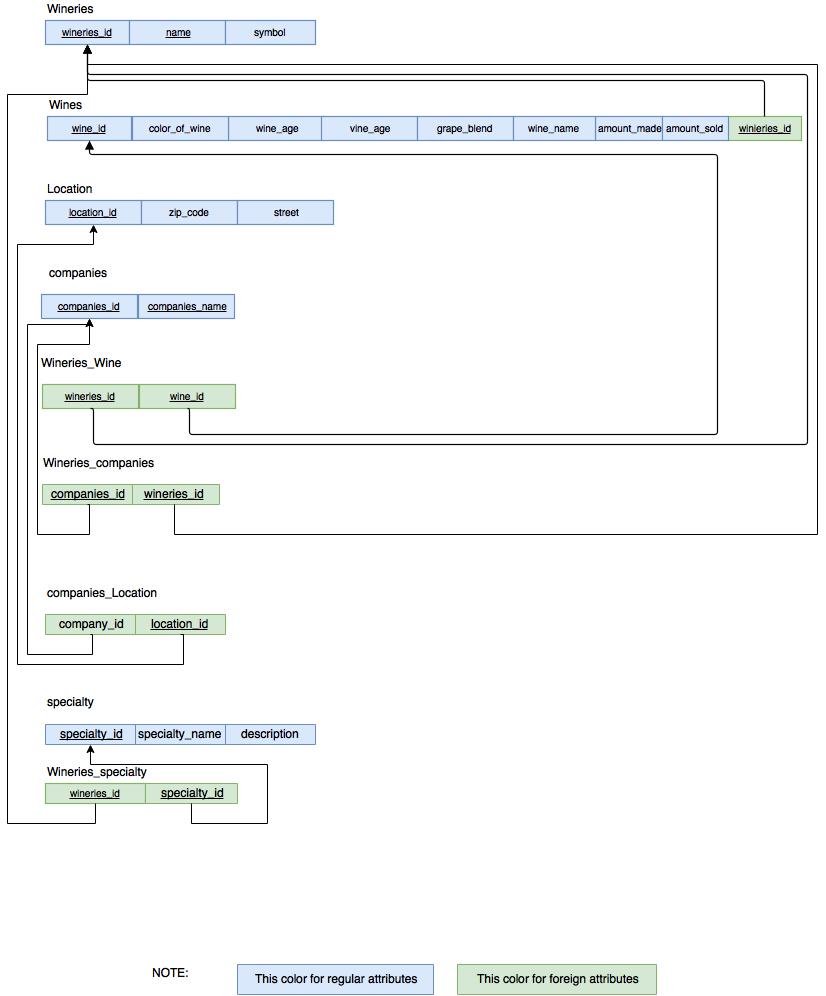 Wineries
wineries_id name symbol
Wines
wine_id color_of_wine wine_age vine_age grape_blend wine_name amount_made amount_sold winieries_id
Location
location_id zip_code street
companies
companies_id companies_name
Wineries_Wine
wineries_id wine_id
Wineries_companies
companies_id wineries_id
companies_Location
company_id location_id
specialty
specialty_id specialty_name description
Wineries_specialty
wineries_id specialty_id
NOTE: This color for regular attributes This color for foreign attributes